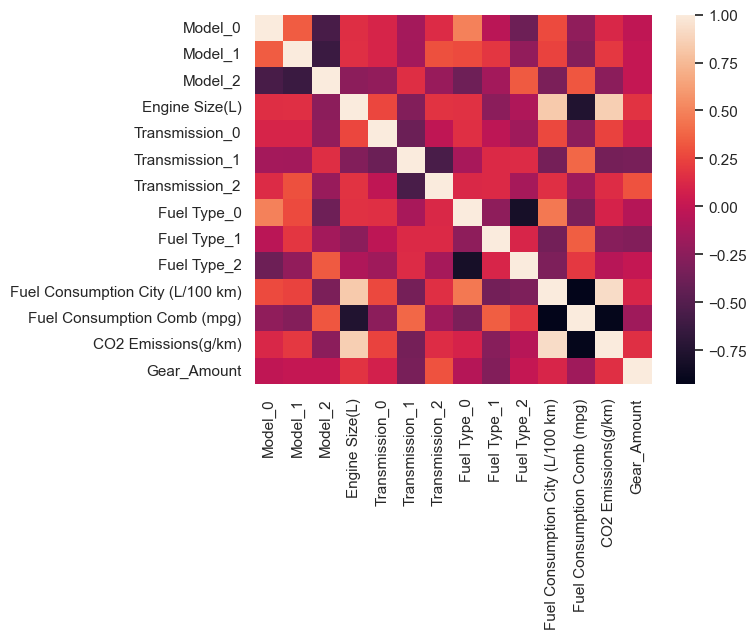 Model_0
Model_1
Model_2
Engine Size(L)
Transmission_0
Transmission_1
Transmission_2
Fuel Type_0
Fuel Type_1
Fuel Type_2
Fuel Consumption City (L/100 km)
Fuel Consumption Comb (mpg)
CO2 Emissions(g/km)
Gear_Amount
Model_0
Model_1
Model_2
Engine Size(L)
Transmission_0
Transmission_1
Transmission_2
Fuel Type_0
Fuel Type_1
Fuel Type_2
Fuel Consumption City (L/100 km)
Fuel Consumption Comb (mpg)
CO2 Emissions(g/km)
Gear_Amount
1.00
0.75
0.50
0.25
0.00
−0.25
−0.50
−0.75